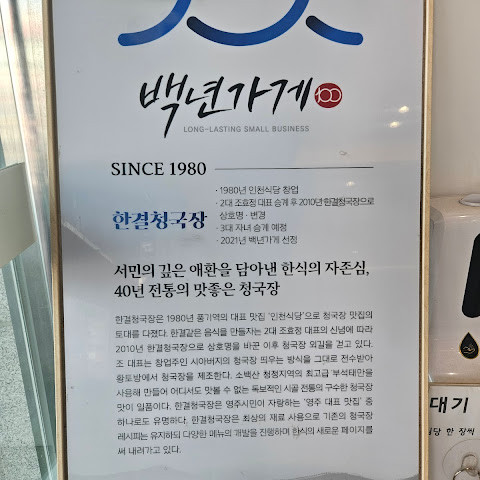 백년가게
100
LONG-LASTING SMALL BUSINESS
SINCE 1980
한결청국장
· 1980년 인천식당 창업
· 2대 조효정 대표 승계 후 2010년 한결청국장으로
상호명 · 변경
· 3대 자녀 승계 예정
· 2021년 백년가게 선정
서민의 깊은 애환을 담아낸 한식의 자존심,
40년 전통의 맛좋은 청국장
한결청국장은 1980년 풍기역의 대표 맛집 '인천식당'으로 청국장 맛집의
토대를 다졌다. 한결같은 음식을 만들자는 2대 조효정 대표의 신념에 따라
2010년 한결청국장으로 상호명을 바꾼 이후 청국장 외길을 걷고 있다. 조
대표는 창업주인 시아버지의 청국장 띄우는 방식을 그대로 전수받아
황토방에서 청국장을 제조한다. 소백산 청정지역의 최고급 '부석태'만을
사용해 만들어 어디서도 맛볼 수 없는 독보적인 시골 전통의 구수한 청국장
맛이 일품이다. 한결청국장은 영주시민이 자랑하는 '영주 대표 맛집' 중
하나로도 유명하다. 한결청국장은 최상의 재료 사용으로 기존의 청국장
레시피는 유지하되 다양한 메뉴의 개발을 진행하며 한식의 새로운 페이지를
써 내려가고 있다.
대기
한 장씩